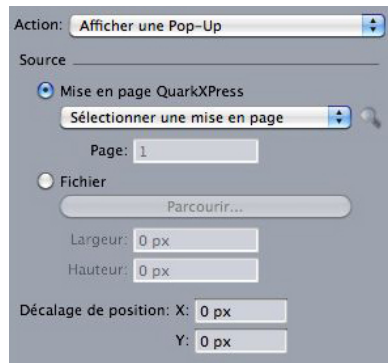 Action: Afficher une Pop-Up
Source
Mise en page QuarkXPress
Sélectionner une mise en page
Page: 1
Fichier
Parcourir...
Largeur: 0 px
Hauteur: 0 px
Décalage de position: X: 0 px
Y: 0 px